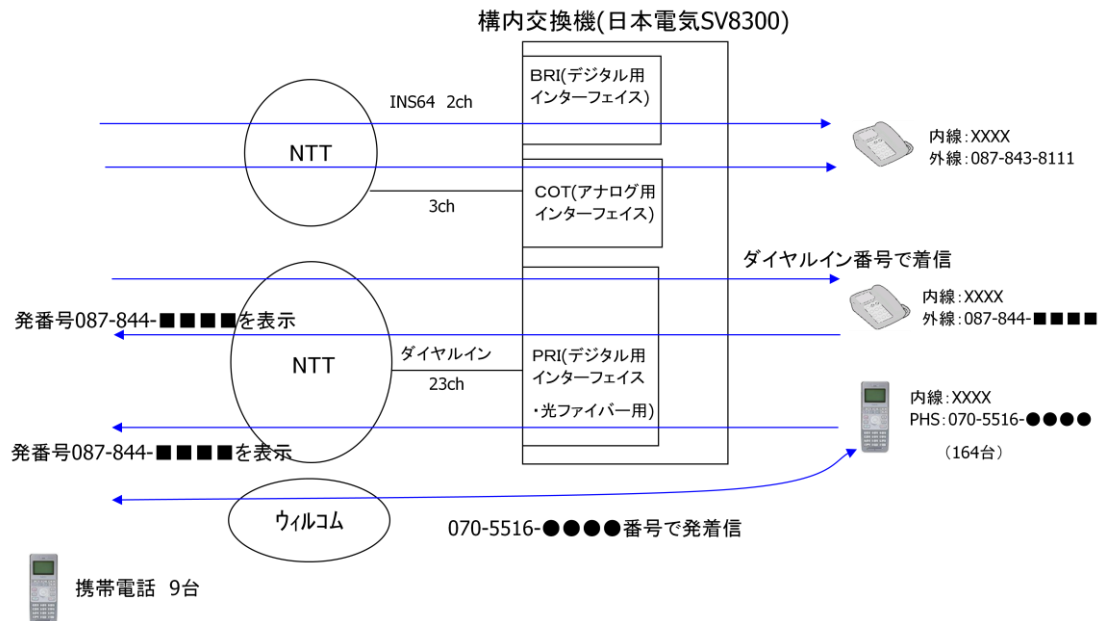 構内交換機(日本電気SV8300)
BRI(デジタル用
インターフェイス)
INS64 2ch
NTT
内線:XXXX
外線:087-843-8111
COT(アナログ用
インターフェイス)
3ch
ダイヤルイン番号で着信
内線:XXXX
外線:087-844-■■■■
発番号087-844-■■■■を表示
NTT
ダイヤルイン
23ch
PRI(デジタル用
インターフェイス
・光ファイバー用)
内線:XXXX
PHS:070-5516-●●●●
(164台)
発番号087-844-■■■■を表示
ウィルコム
070-5516-●●●●番号で発着信
携帯電話 9台